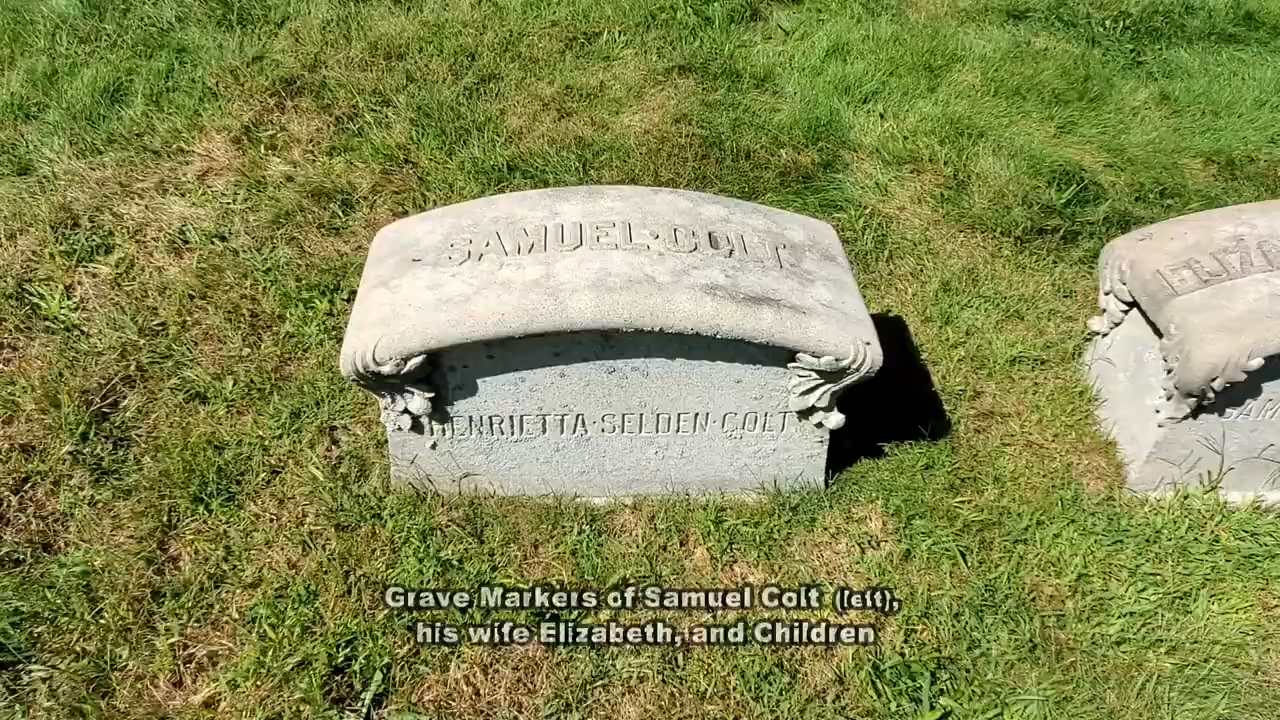 SAMUEL·COLT
HENRIETTA·SELDEN·COLT
Grave Markers of Samuel Colt (left),
his wife Elizabeth, and Children